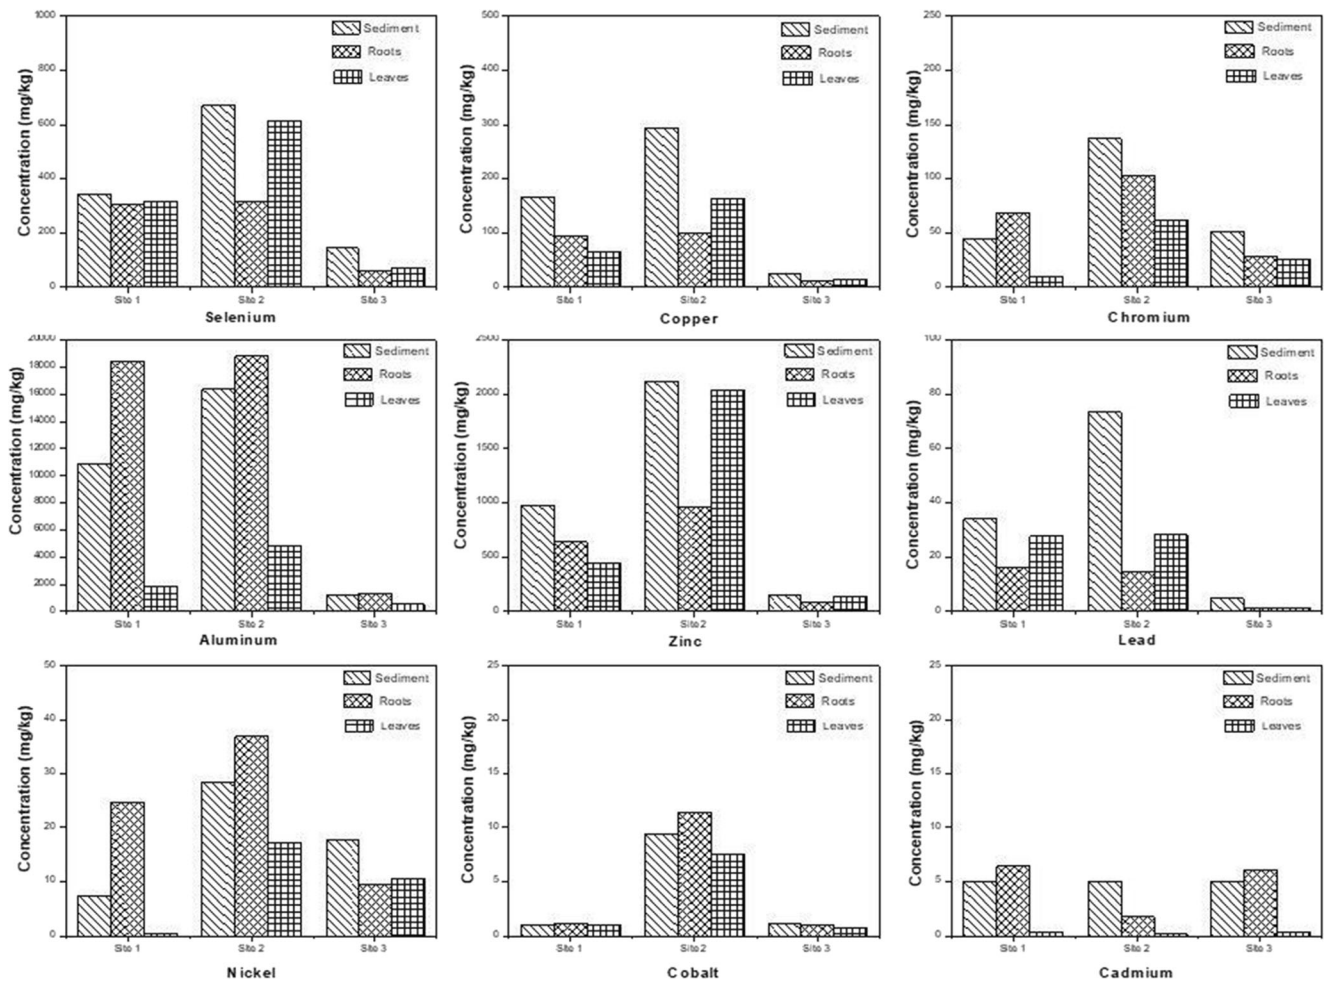 1000
800
600
400
200
0
Concentration (mg/kg)
Sediment
Roots
Leaves
Site 1
Site 2
Site 3
Selenium
500
400
300
200
100
0
Concentration (mg/kg)
Sediment
Roots
Leaves
Site 1
Site 2
Site 3
Copper
250
200
150
100
50
0
Concentration (mg/kg)
Sediment
Roots
Leaves
Site 1
Site 2
Site 3
Chromium
20000
18000
16000
14000
12000
10000
8000
6000
4000
2000
0
Concentration (mg/kg)
Sediment
Roots
Leaves
Site 1
Site 2
Site 3
Aluminum
2500
2000
1500
1000
500
0
Concentration (mg/kg)
Sediment
Roots
Leaves
Site 1
Site 2
Site 3
Zinc
100
80
60
40
20
0
Concentration (mg/kg)
Sediment
Roots
Leaves
Site 1
Site 2
Site 3
Lead
50
40
30
20
10
0
Concentration (mg/kg)
Sediment
Roots
Leaves
Site 1
Site 2
Site 3
Nickel
25
20
15
10
5
0
Concentration (mg/kg)
Sediment
Roots
Leaves
Site 1
Site 2
Site 3
Cobalt
25
20
15
10
5
0
Concentration (mg/kg)
Sediment
Roots
Leaves
Site 1
Site 2
Site 3
Cadmium